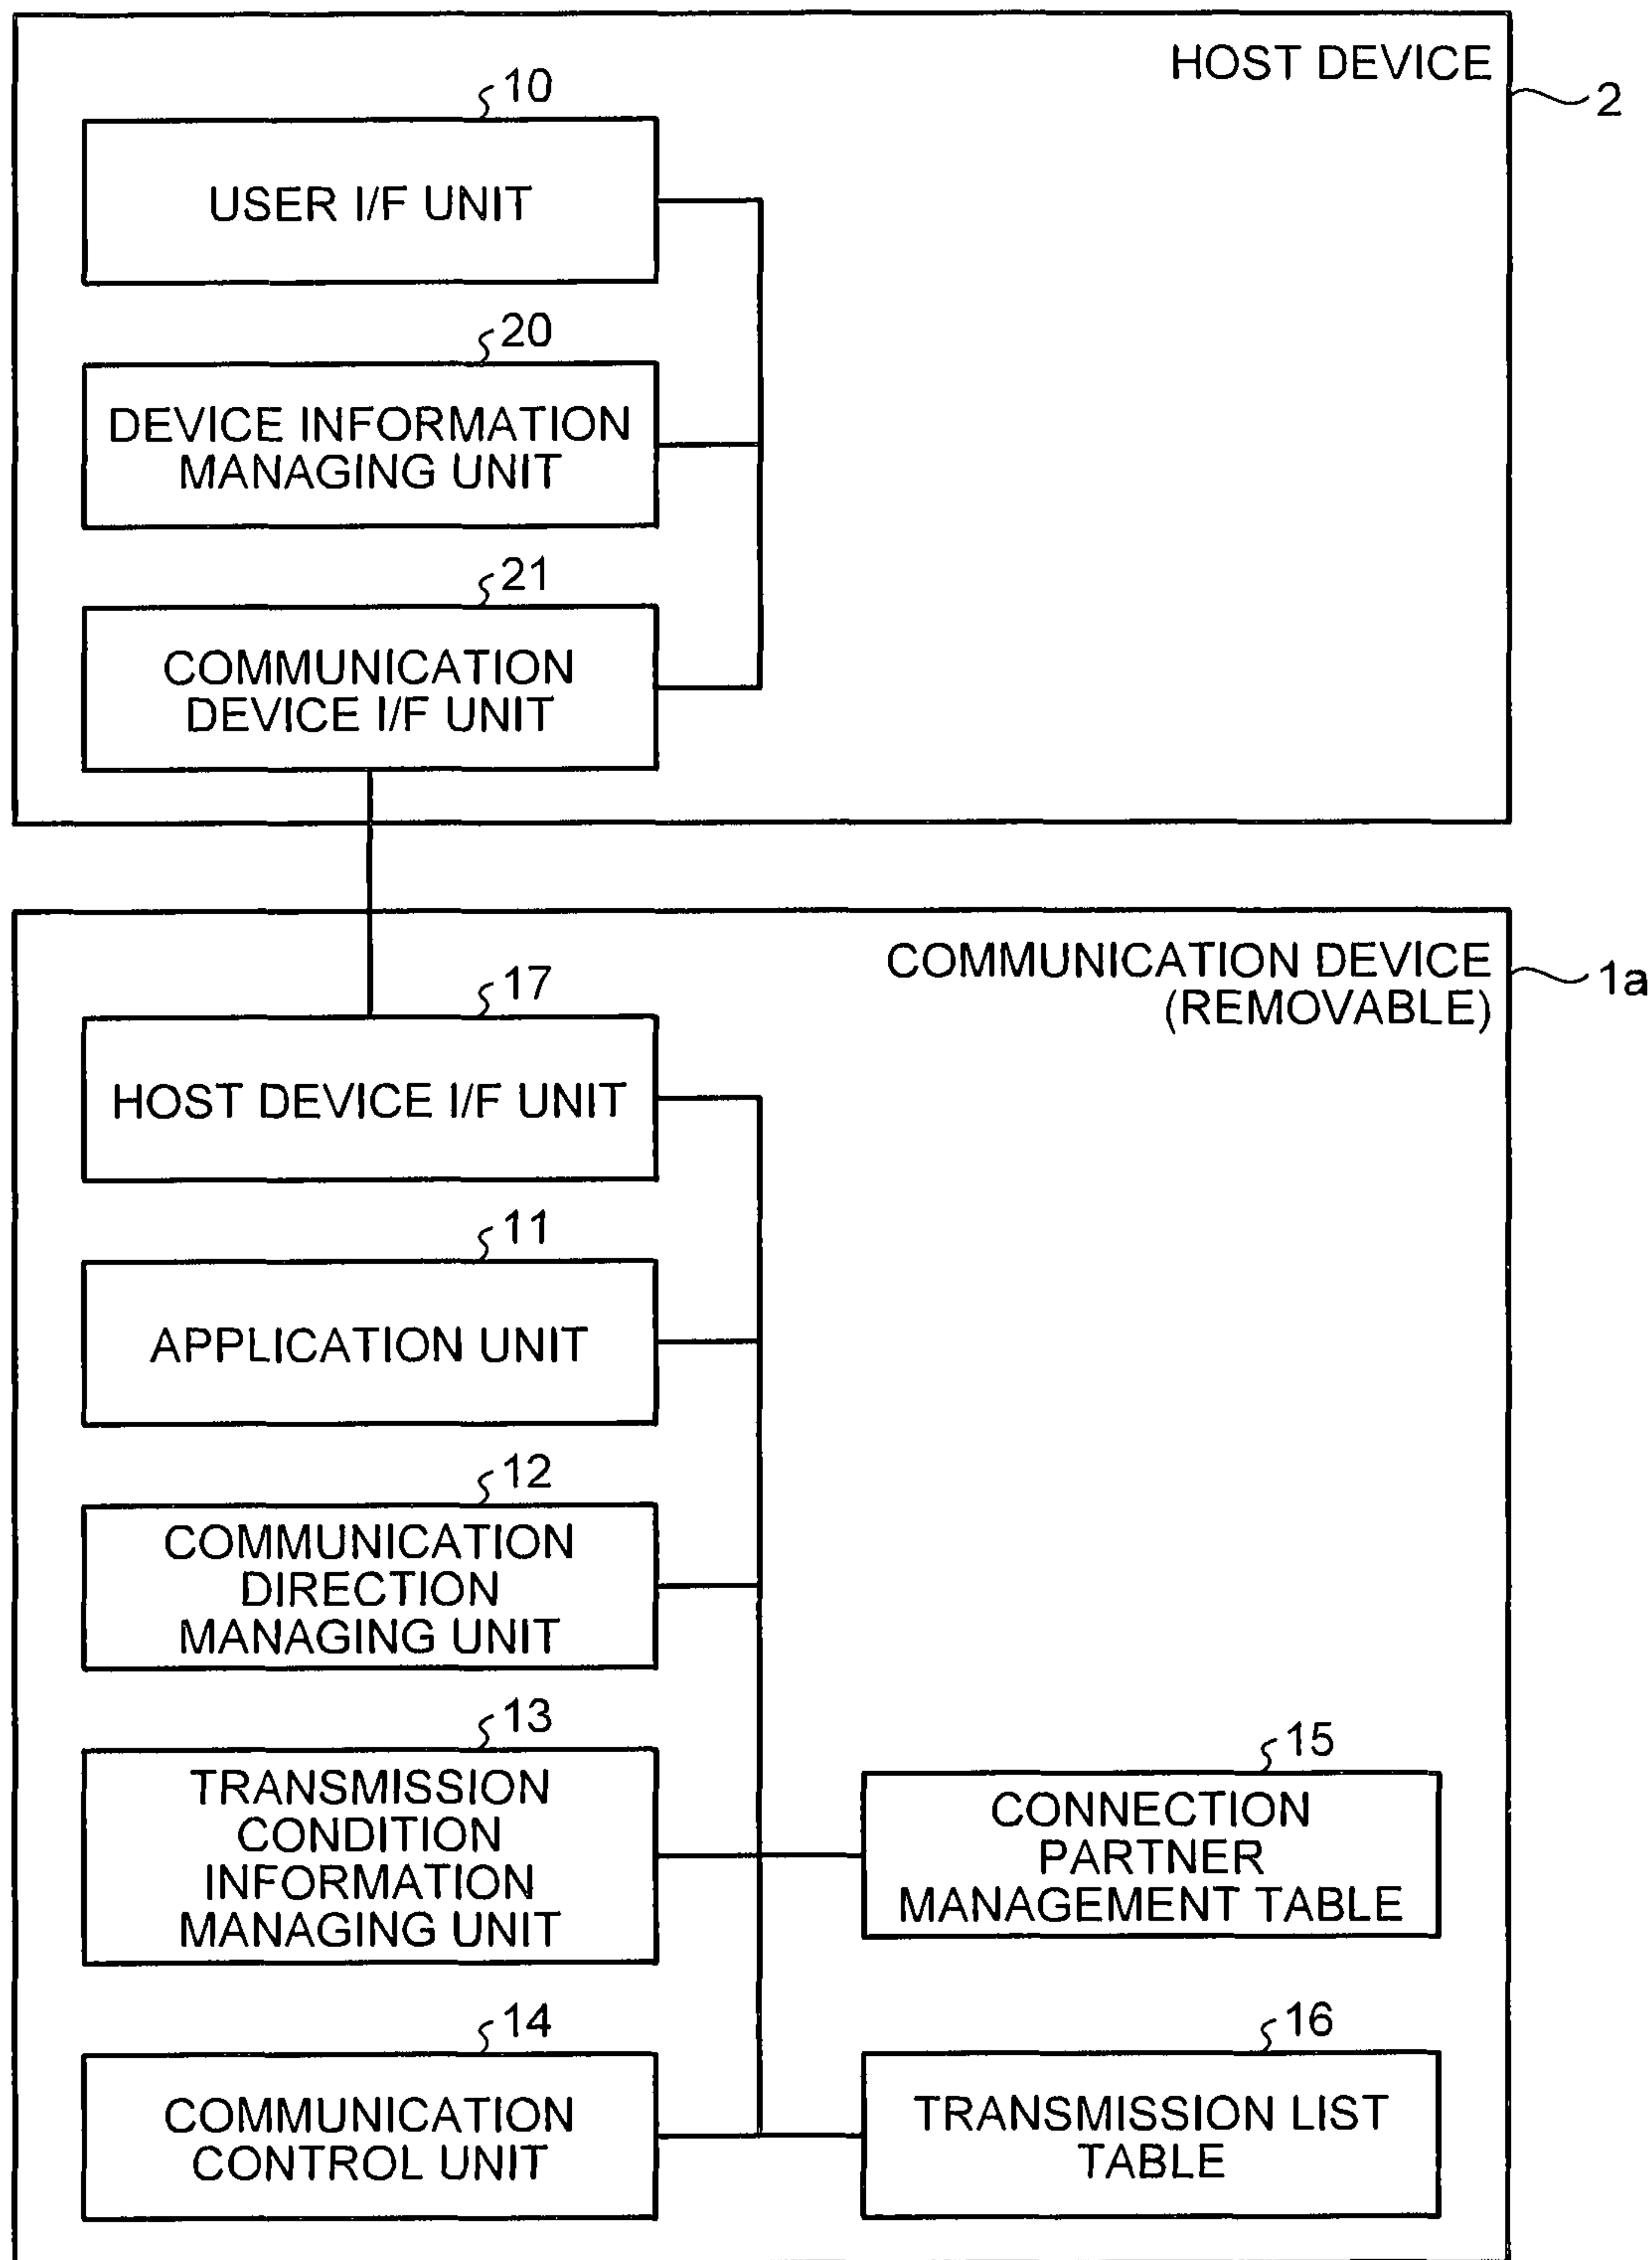 HOST DEVICE
2
10
USER I/F UNIT
20
DEVICE INFORMATION
MANAGING UNIT
21
COMMUNICATION
DEVICE I/F UNIT
COMMUNICATION DEVICE
(REMOVABLE)
1a
17
HOST DEVICE I/F UNIT
11
APPLICATION UNIT
12
COMMUNICATION
DIRECTION
MANAGING UNIT
13
TRANSMISSION
CONDITION
INFORMATION
MANAGING UNIT
15
CONNECTION
PARTNER
MANAGEMENT TABLE
14
COMMUNICATION
CONTROL UNIT
16
TRANSMISSION LIST
TABLE